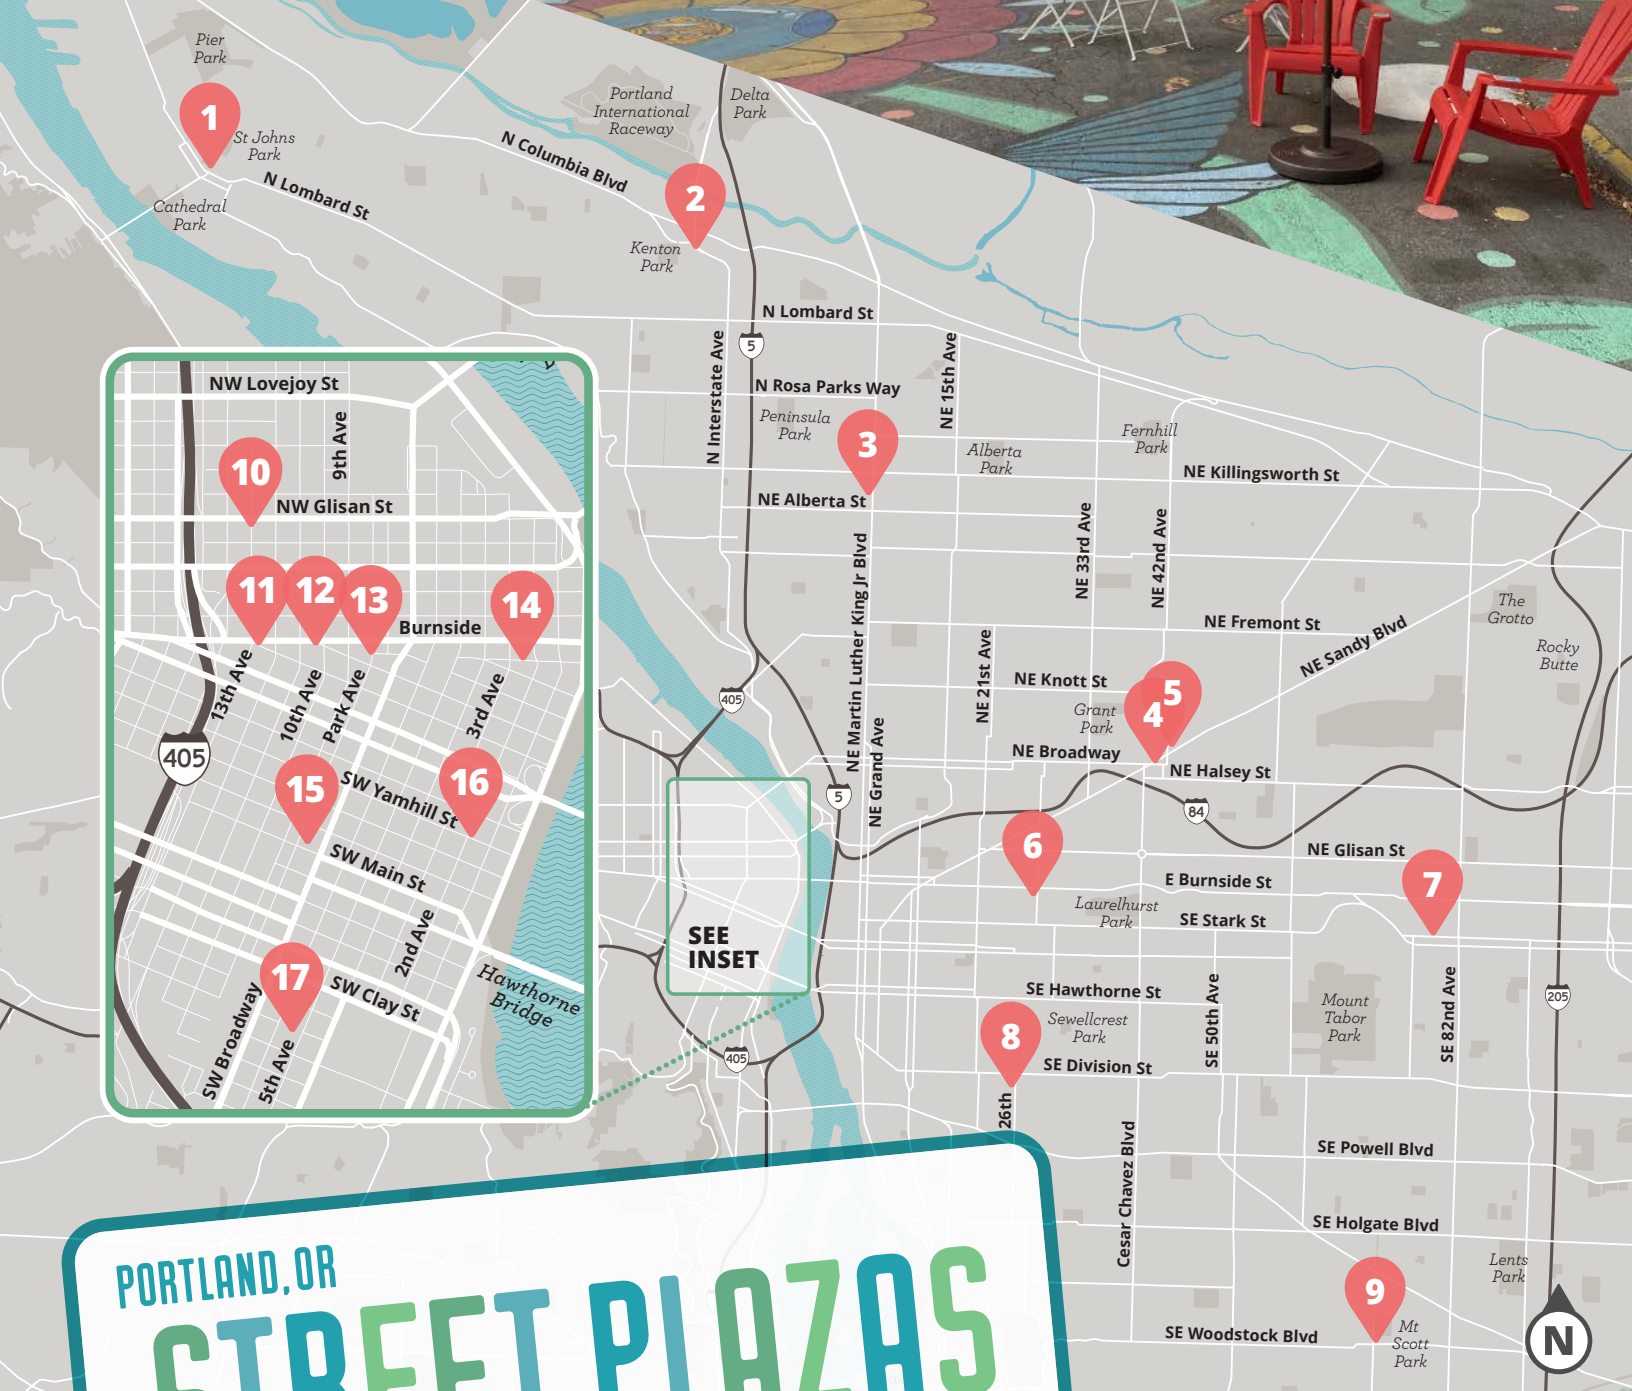 Pier
Park
1
St Johns
Park
N Lombard St
Cathedral
Park
Portland
International
Raceway
Delta
Park
N Columbia Blvd
2
Kenton
Park
N Lombard St
5
N Interstate Ave
NE 15th Ave
N Rosa Parks Way
Peninsula
Park
3
Alberta
Park
Fernhill
Park
NE Killingsworth St
NE Alberta St
NE 33rd Ave
NE 42nd Ave
NE Martin Luther King Jr Blvd
NE Fremont St
NE Sandy Blvd
The
Grotto
Rocky
Butte
NE 21st Ave
NE Knott St
Grant
Park
4
5
405
NE Broadway
NE Grand Ave
NE Halsey St
5
84
6
NE Glisan St
E Burnside St
7
Laurelhurst
Park
SE Stark St
SEE
INSET
SE Hawthorne St
SE 50th Ave
Mount
Tabor
Park
SE 82nd Ave
205
8
Sewellcrest
Park
SE Division St
405
26th
Cesar Chavez Blvd
SE Powell Blvd
SE Holgate Blvd
Lents
Park
9
SE Woodstock Blvd
Mt
Scott
Park
N
NW Lovejoy St
9th Ave
10
NW Glisan St
11
12
13
14
Burnside
13th Ave
10th Ave
Park Ave
3rd Ave
405
15
SW Yamhill St
16
SW Main St
2nd Ave
17
SW Clay St
Hawthorne
Bridge
SW Broadway
5th Ave
PORTLAND, OR
STREET PLAZAS